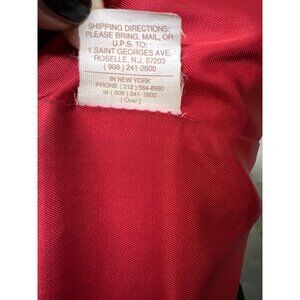 SHIPPING DIRECTIONS:
PLEASE BRING, MAIL, OR
U.P.S. TO:
1 SAINT GEORGES AVE.
ROSELLE, N.J. 07203
( 908 ) 241-2600
IN NEW YORK
PHONE ( 212 ) 564-8980
or ( 908 ) 241- 2600
( Over )